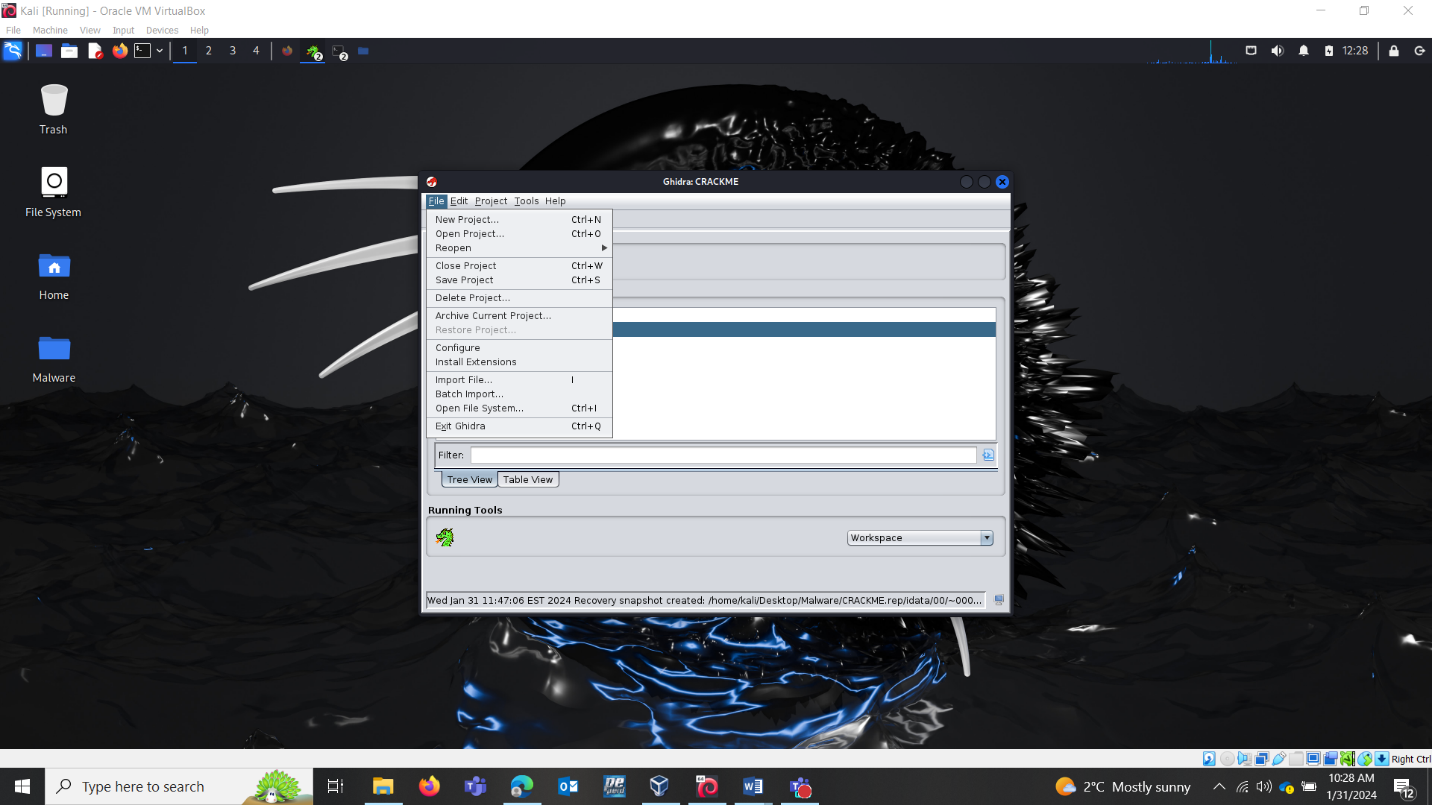 Kali [Running] - Oracle VM VirtualBox
File Machine View Input Devices Help
1 2 3 4 2 2 12:28
Trash
File System
Home
Malware
Ghidra: CRACKME
File Edit Project Tools Help
New Project... Ctrl+N
Open Project... Ctrl+O
Reopen
Close Project Ctrl+W
Save Project Ctrl+S
Delete Project...
Archive Current Project...
Restore Project...
Configure
Install Extensions
Import File... I
Batch Import...
Open File System... Ctrl+I
Exit Ghidra Ctrl+Q
Filter:
Tree View Table View
Running Tools
Workspace
Wed Jan 31 11:47:06 EST 2024 Recovery snapshot created: /home/kali/Desktop/Malware/CRACKME.rep/idata/00/~000...
Right Ctrl
Type here to search
2°C Mostly sunny
10:28 AM
1/31/2024
12